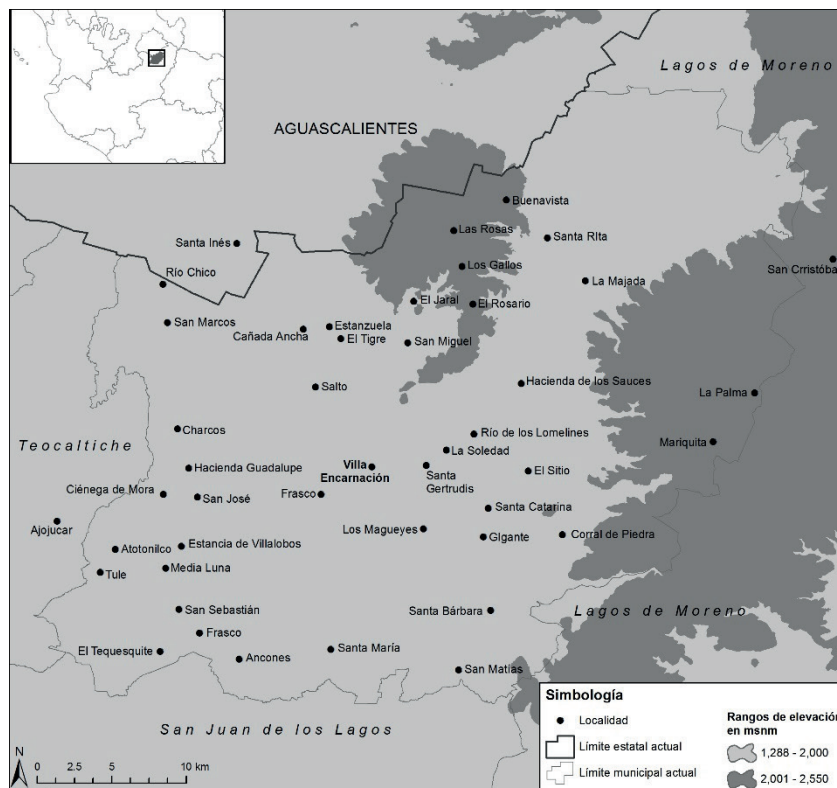 Lagos de Moreno
AGUASCALIENTES
Buenavista
Las Rosas
Santa RIta
Santa Inés
San Crristóba
Los Gallos
Río Chico
La Majada
El Jaral
El Rosario
San Marcos
Estanzuela
Cañada Ancha
El Tigre
San Miguel
Hacienda de los Sauces
Salto
La Palma
Charcos
Río de los Lomelines
Teocaltiche
Mariquita
La Soledad
Hacienda Guadalupe
Villa
Encarnación
Santa
Gertrudis
El Sitio
Ciénega de Mora
San José
Frasco
Santa Catarina
Ajojucar
Los Magueyes
GIgante
Corral de Piedra
Estancia de Villalobos
Atotonilco
Media Luna
Tule
San Sebastián
Santa Bárbara
Lagos de Moreno
Frasco
El Tequesquite
Ancones
Santa María
San Matías
San Juan de los Lagos
N
0 2.5 5 10 km
Simbología
Localidad
Límite estatal actual
Límite municipal actual
Rangos de elevación
en msnm
1,288 - 2,000
2,001 - 2,550